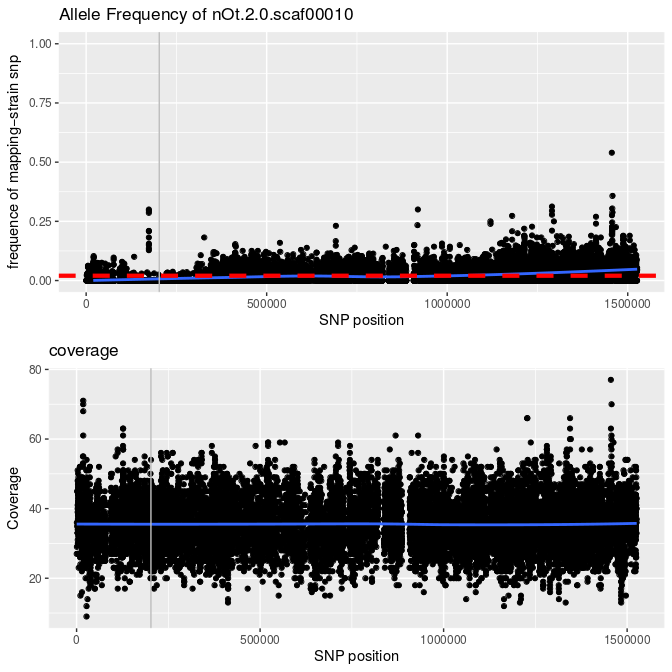 Allele Frequency of nOt.2.0.scaf00010
frequence of mapping−strain snp
1.00
0.75
0.50
0.25
0.00
0
500000
1000000
1500000
SNP position
coverage
Coverage
80
60
40
20
0
500000
1000000
1500000
SNP position